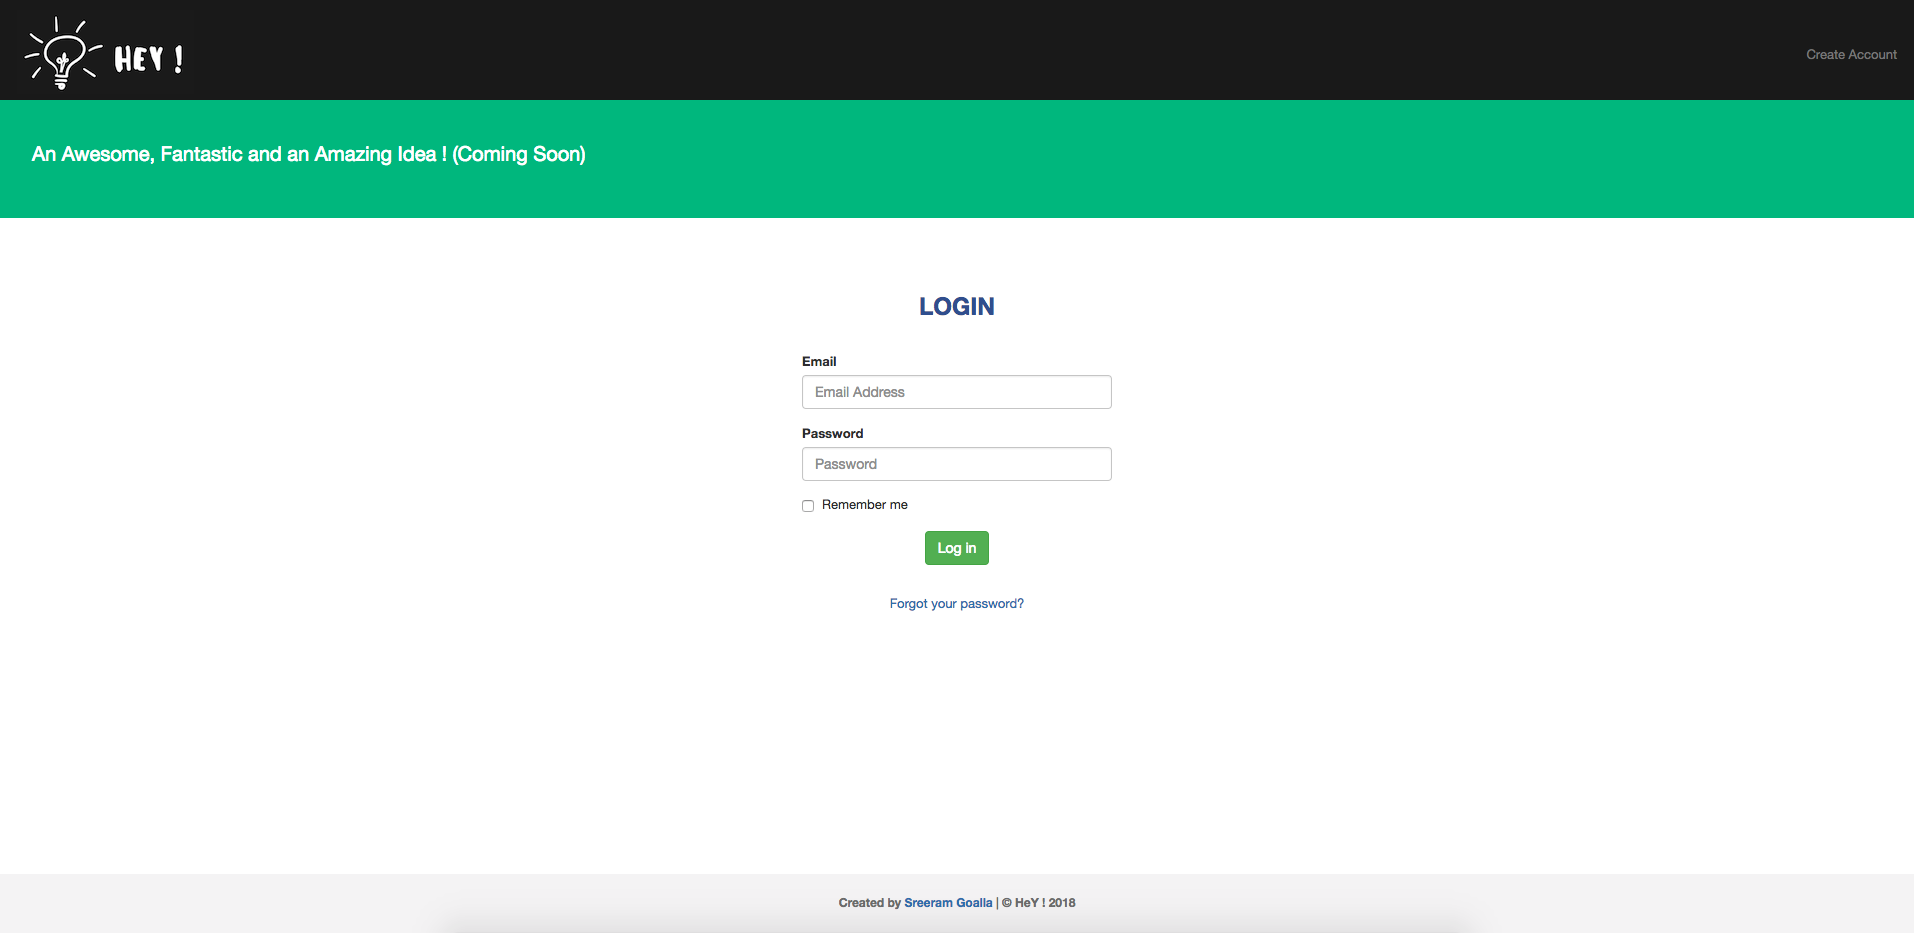 HEY !
Create Account
An Awesome, Fantastic and an Amazing Idea ! (Coming Soon)
LOGIN
Email
Email Address
Password
Password
Remember me
Log in
Forgot your password?
Created by Sreeram Goalla | © HeY ! 2018